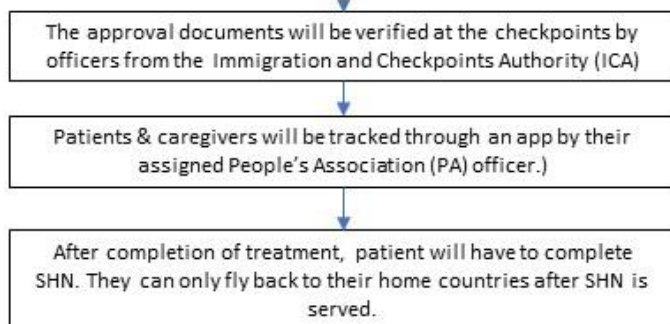 The approval documents will be verified at the checkpoints by
officers from the Immigration and Checkpoints Authority (ICA)
Patients & caregivers will be tracked through an app by their
assigned People's Association (PA) officer.)
After completion of treatment, patient will have to complete
SHN. They can only fly back to their home countries after SHN is
served.